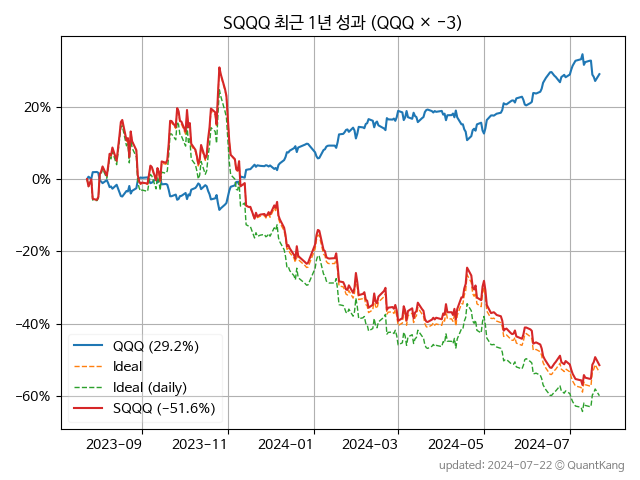 SQQQ 최근 1년 성과 (QQQ × −3)
20%
0%
−20%
−40%
−60%
QQQ (29.2%)
Ideal
Ideal (daily)
SQQQ (−51.6%)
2023-09
2023-11
2024-01
2024-03
2024-05
2024-07
updated: 2024-07-22 © QuantKang